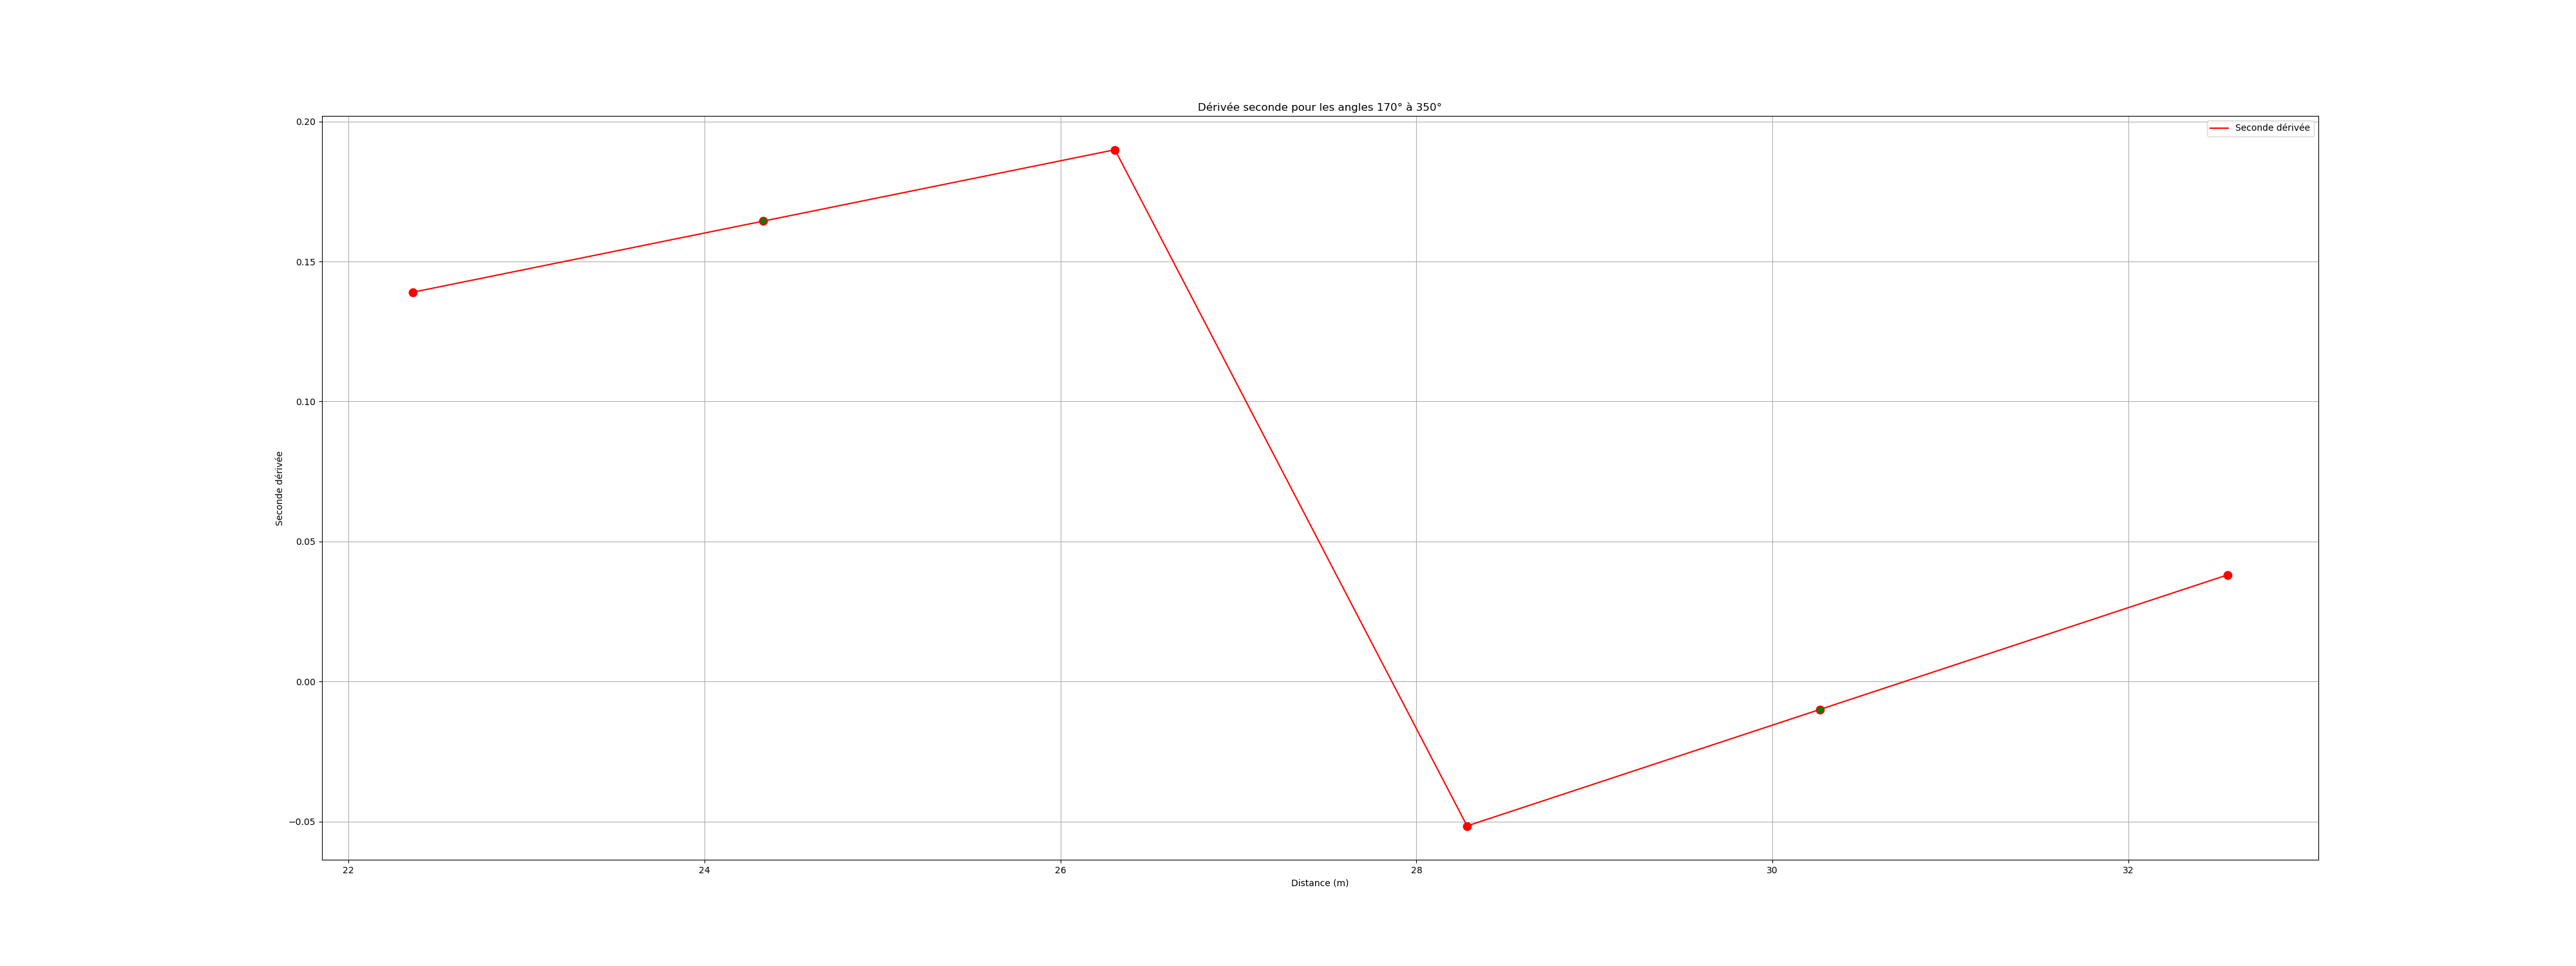 Dérivée seconde pour les angles 170° à 350°
Seconde dérivée
0.20
0.15
0.10
0.05
0.00
−0.05
Seconde dérivée
22 24 26 28 30 32
Distance (m)